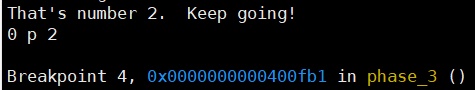 That's number 2.  Keep going!
0 p 2
Breakpoint 4, 0x0000000000400fb1 in phase_3 ()